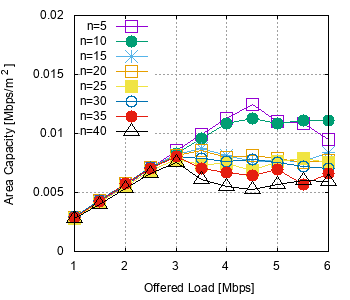 0.02
0.015
0.01
0.005
0
Area Capacity [Mbps/m²]
n=5
n=10
n=15
n=20
n=25
n=30
n=35
n=40
1 2 3 4 5 6
Offered Load [Mbps]